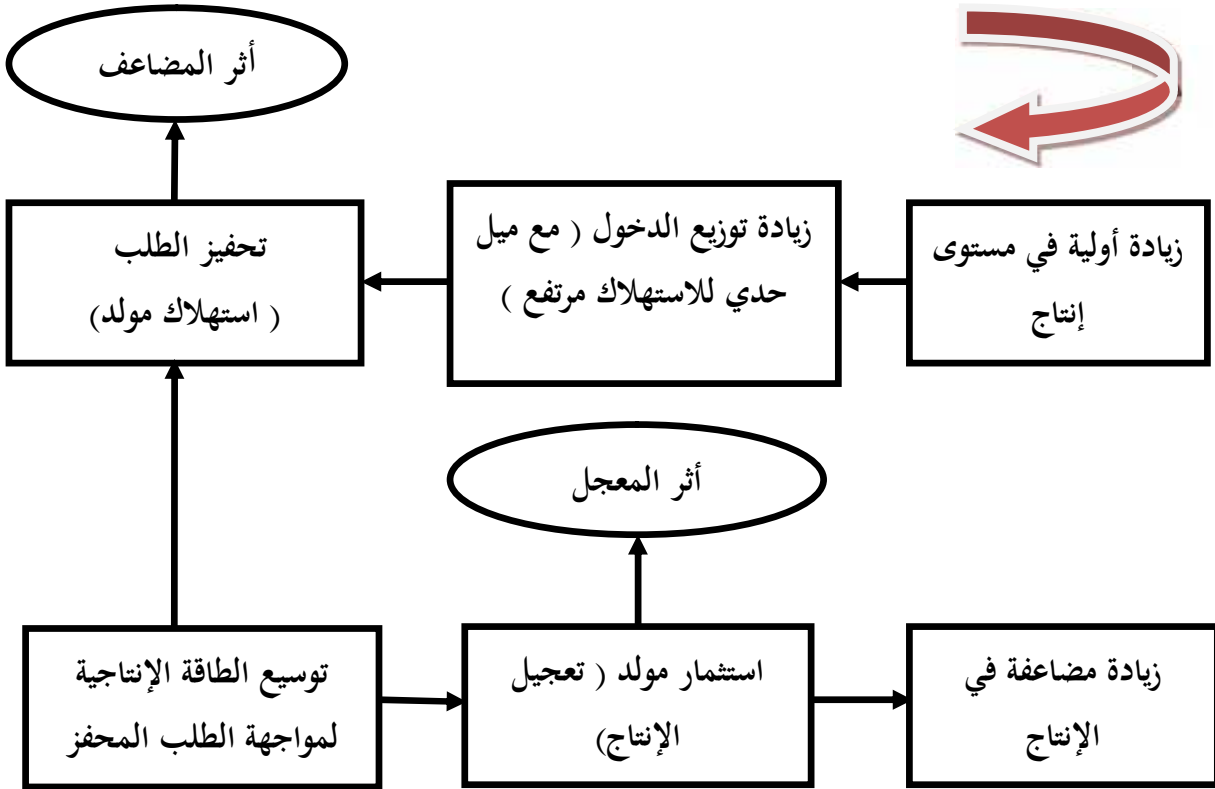 أثر المضاعف
زيادة أولية في مستوى
إنتاج
زيادة توزيع الدخول ( مع ميل
حدي للاستهلاك مرتفع )
تحفيز الطلب
( استهلاك مولد)
أثر المعجل
توسيع الطاقة الإنتاجية
لمواجهة الطلب المحفز
استثمار مولد ( تعجيل
الإنتاج)
زيادة مضاعفة في
الإنتاج